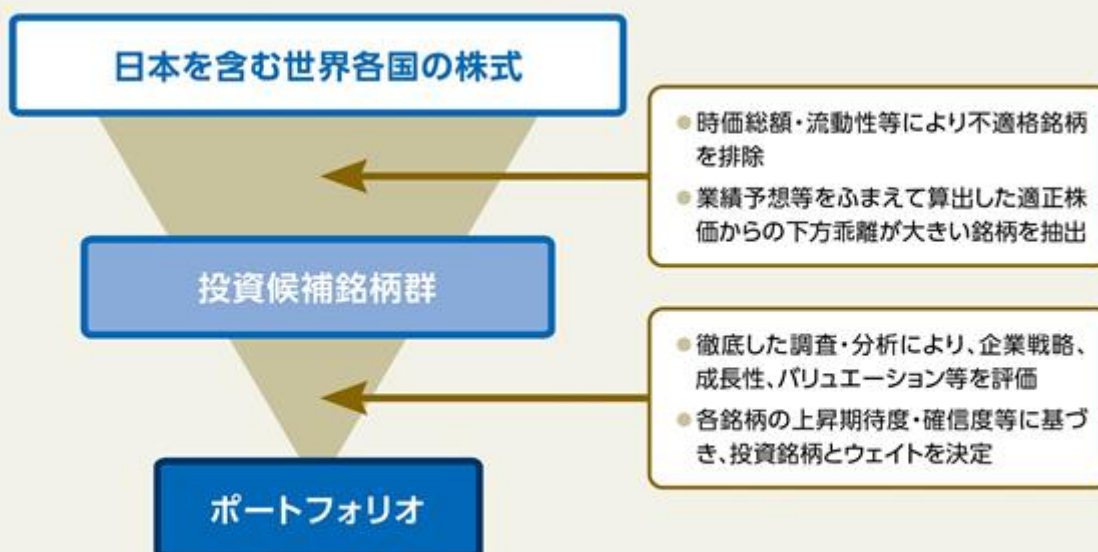 日本を含む世界各国の株式
●時価総額・流動性等により不適格銘柄
を排除
●業績予想等をふまえて算出した適正株
価からの下方乖離が大きい銘柄を抽出
投資候補銘柄群
●徹底した調査・分析により、企業戦略、
成長性、バリュエーション等を評価
●各銘柄の上昇期待度・確信度等に基づ
き、投資銘柄とウェイトを決定
ポートフォリオ